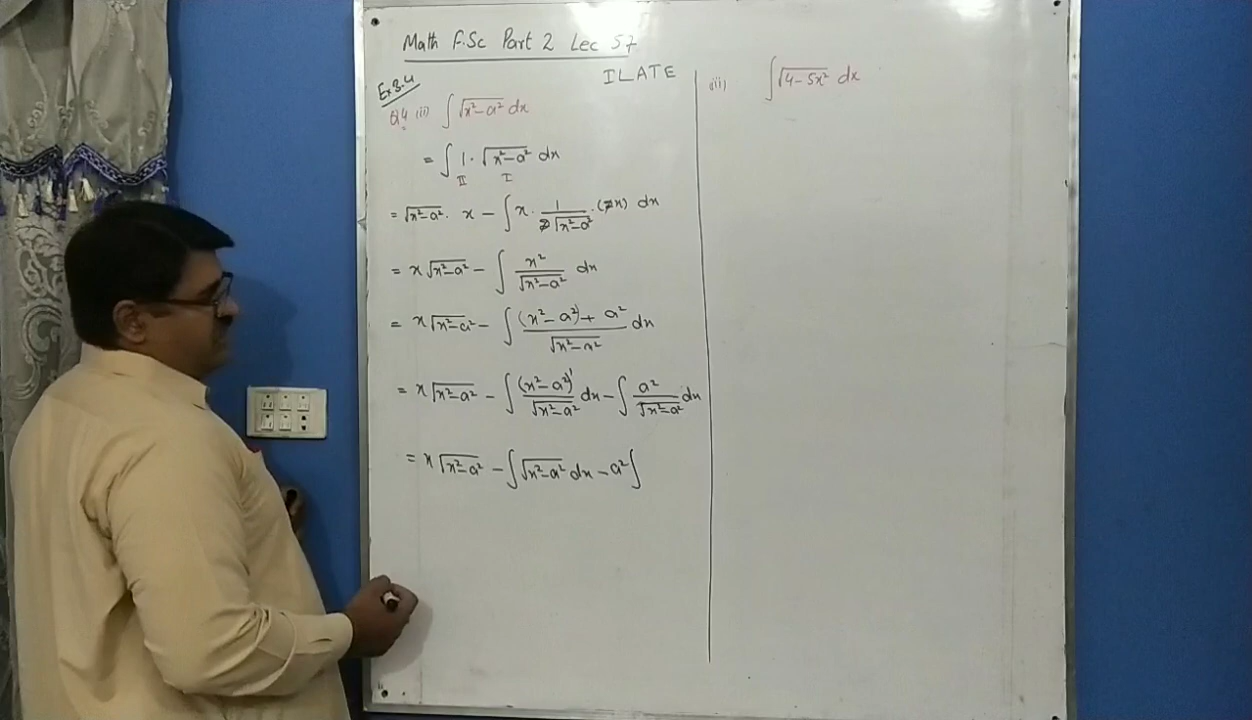 Math F.Sc Part 2 Lec 57
ILATE
Ex 3.4
Q4 (ii) ∫ √(x²-a²) dx
= ∫ 1 · √(x²-a²) dx
II I
= √(x²-a²) · x - ∫ x · 1/(2√(x²-a²)) · (2x) dx
= x √(x²-a²) - ∫ x²/√(x²-a²) dx
= x √(x²-a²) - ∫ ((x²-a²) + a²)/√(x²-a²) dx
= x √(x²-a²) - ∫ (x²-a²)¹/√(x²-a²) dx - ∫ a²/√(x²-a²) dx
= x √(x²-a²) - ∫ √(x²-a²) dx - a² ∫
(iii) ∫ √(4-5x²) dx